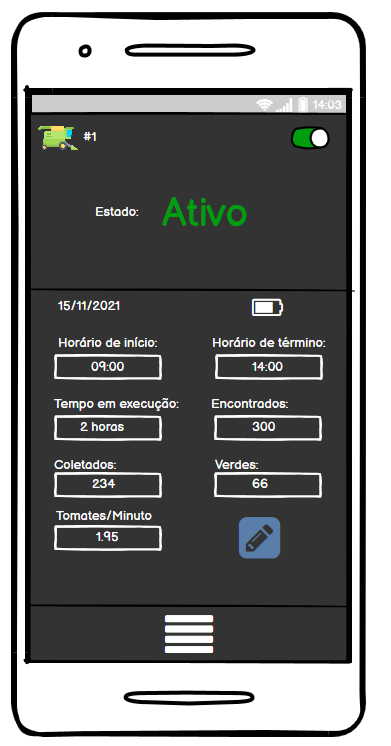 14:03
#1
Estado: Ativo
15/11/2021
Horário de início: Horário de término:
09:00 14:00
Tempo em execução: Encontrados:
2 horas 300
Coletados: Verdes:
234 66
Tomates/Minuto
1.95